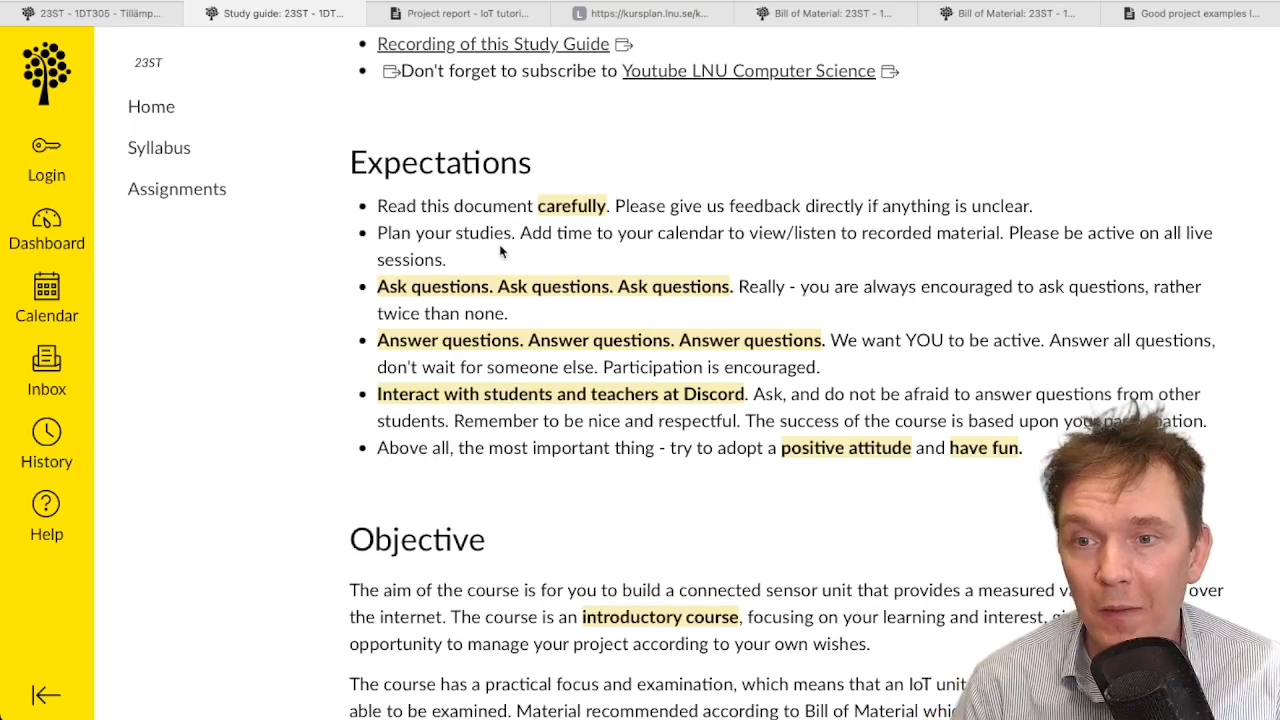 23ST - 1DT305 - Tillämp...
Study guide: 23ST - 1DT...
Project report - IoT tutori...
L https://kursplan.lnu.se/k...
Bill of Material: 23ST - 1...
Bill of Material: 23ST - 1...
Good project examples I...
Login
Dashboard
Calendar
Inbox
History
Help
23ST
Home
Syllabus
Assignments
Recording of this Study Guide
Don't forget to subscribe to Youtube LNU Computer Science
Expectations
Read this document carefully. Please give us feedback directly if anything is unclear.
Plan your studies. Add time to your calendar to view/listen to recorded material. Please be active on all live
sessions.
Ask questions. Ask questions. Ask questions. Really - you are always encouraged to ask questions, rather
twice than none.
Answer questions. Answer questions. Answer questions. We want YOU to be active. Answer all questions,
don't wait for someone else. Participation is encouraged.
Interact with students and teachers at Discord. Ask, and do not be afraid to answer questions from other
students. Remember to be nice and respectful. The success of the course is based upon your participation.
Above all, the most important thing - try to adopt a positive attitude and have fun.
Objective
The aim of the course is for you to build a connected sensor unit that provides a measured over
the internet. The course is an introductory course, focusing on your learning and interest,
opportunity to manage your project according to your own wishes.
The course has a practical focus and examination, which means that an IoT unit
able to be examined. Material recommended according to Bill of Material